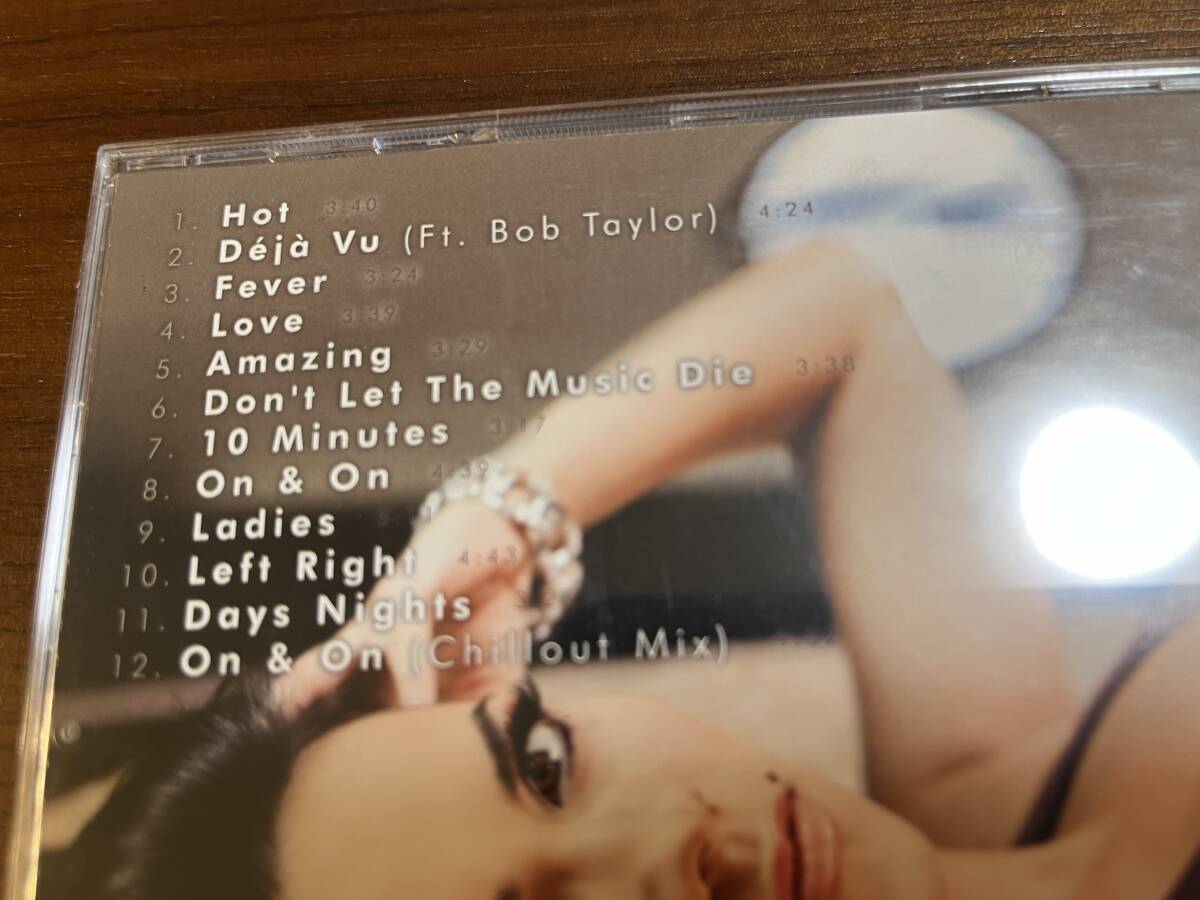 1. Hot 3:40
2. Déjà Vu (Ft. Bob Taylor) 4:24
3. Fever 3:24
4. Love 3:39
5. Amazing 3:29
6. Don't Let The Music Die 3:38
7. 10 Minutes 3:17
8. On & On 4:39
9. Ladies
10. Left Right 4:43
11. Days Nights
12. On & On (Chillout Mix)